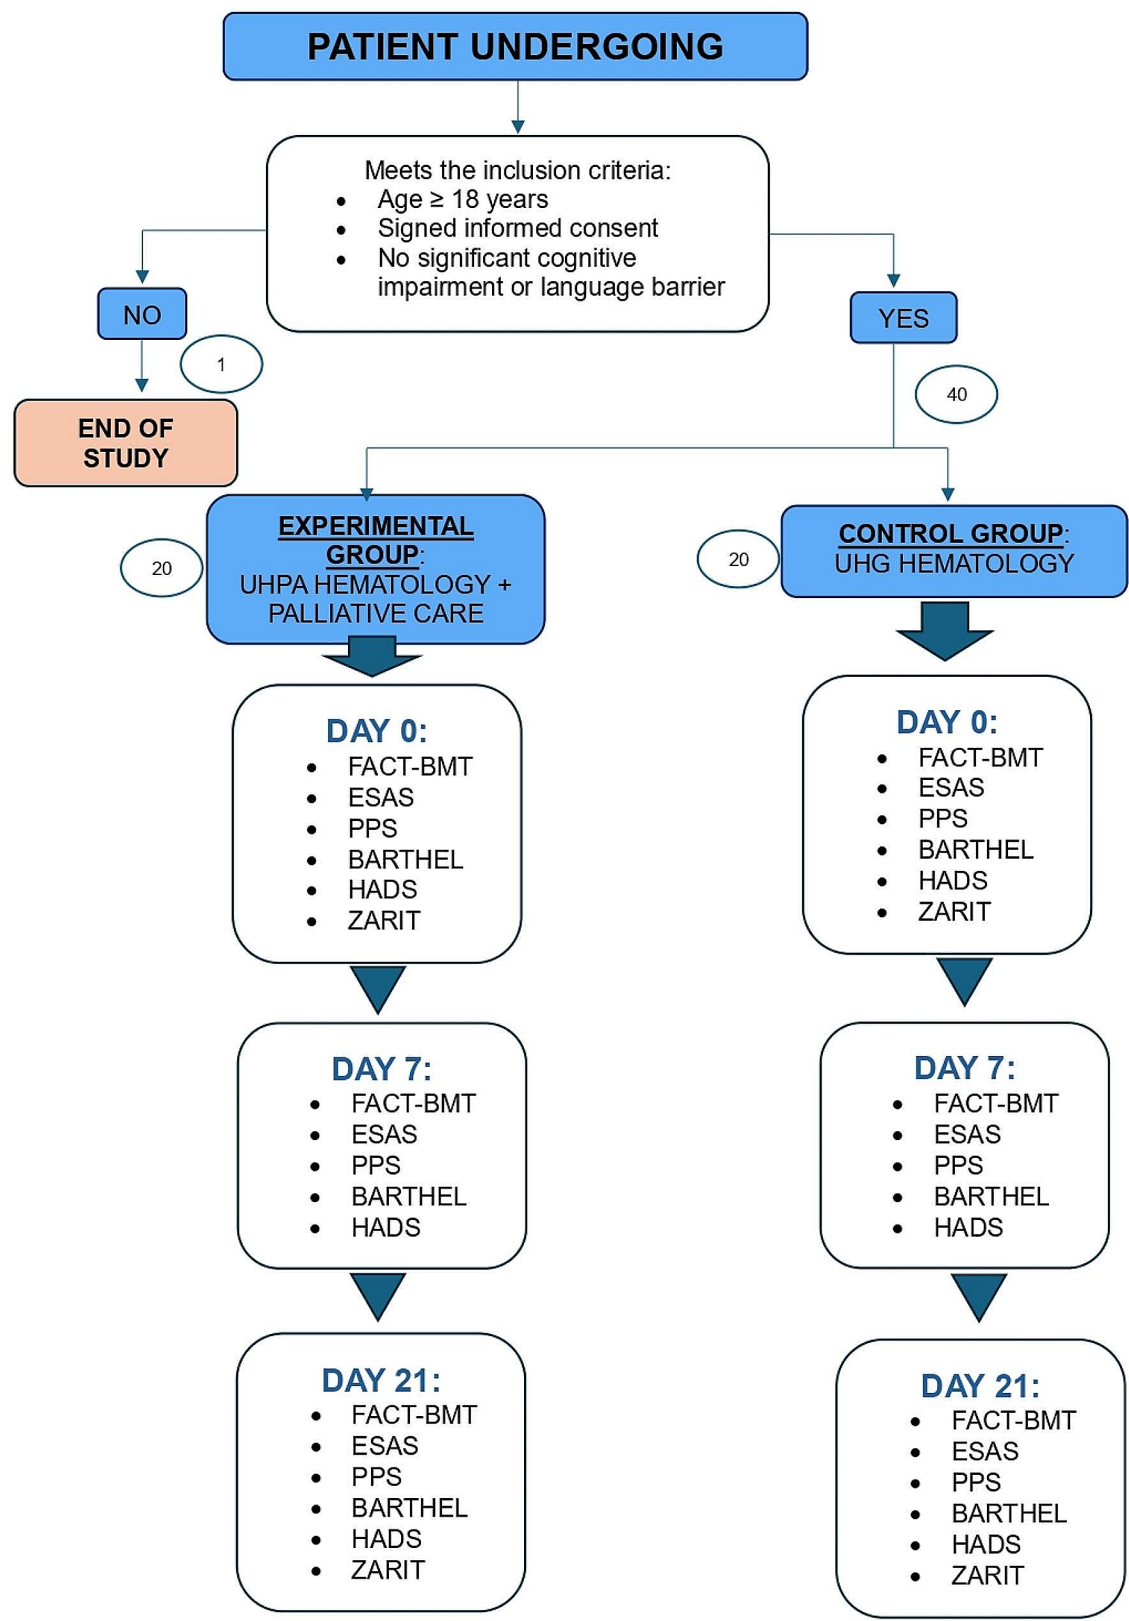 PATIENT UNDERGOING
Meets the inclusion criteria:
• Age ≥ 18 years
• Signed informed consent
• No significant cognitive
impairment or language barrier
NO
YES
1
40
END OF
STUDY
EXPERIMENTAL
GROUP:
UHPA HEMATOLOGY +
PALLIATIVE CARE
20
CONTROL GROUP:
UHG HEMATOLOGY
20
DAY 0:
• FACT-BMT
• ESAS
• PPS
• BARTHEL
• HADS
• ZARIT
DAY 0:
• FACT-BMT
• ESAS
• PPS
• BARTHEL
• HADS
• ZARIT
DAY 7:
• FACT-BMT
• ESAS
• PPS
• BARTHEL
• HADS
DAY 7:
• FACT-BMT
• ESAS
• PPS
• BARTHEL
• HADS
DAY 21:
• FACT-BMT
• ESAS
• PPS
• BARTHEL
• HADS
• ZARIT
DAY 21:
• FACT-BMT
• ESAS
• PPS
• BARTHEL
• HADS
• ZARIT